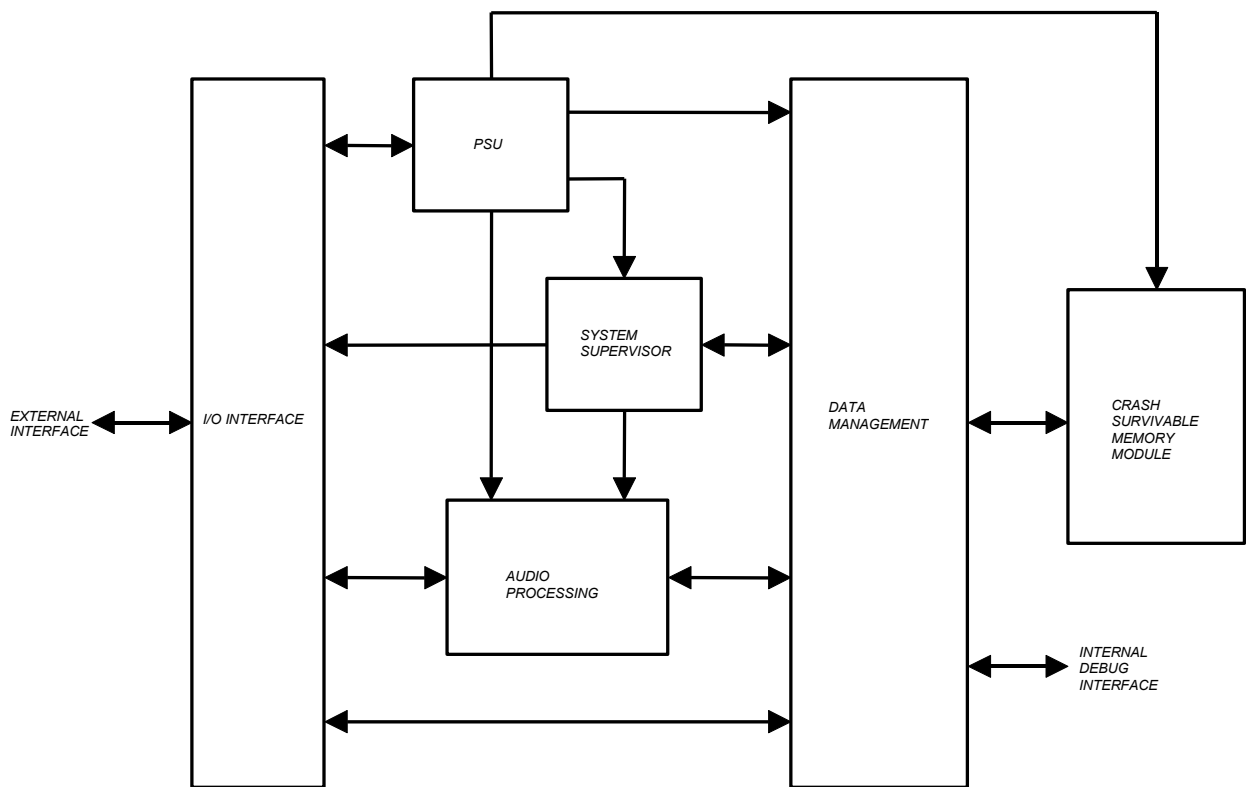 PSU
SYSTEM
SUPERVISOR
EXTERNAL
INTERFACE
I/O INTERFACE
DATA
MANAGEMENT
CRASH
SURVIVABLE
MEMORY
MODULE
AUDIO
PROCESSING
INTERNAL
DEBUG
INTERFACE